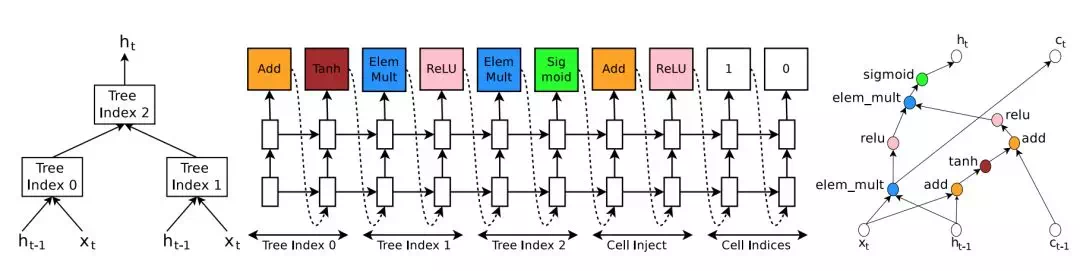 h_t
Tree
Index 2
Tree
Index 0
Tree
Index 1
h_{t-1}
x_t
h_{t-1}
x_t
Add
Tanh
Elem
Mult
ReLU
Elem
Mult
Sig
moid
Add
ReLU
1
0
Tree Index 0
Tree Index 1
Tree Index 2
Cell Inject
Cell Indices
h_t
c_t
sigmoid
elem_mult
relu
relu
add
tanh
elem_mult
add
x_t
h_{t-1}
c_{t-1}